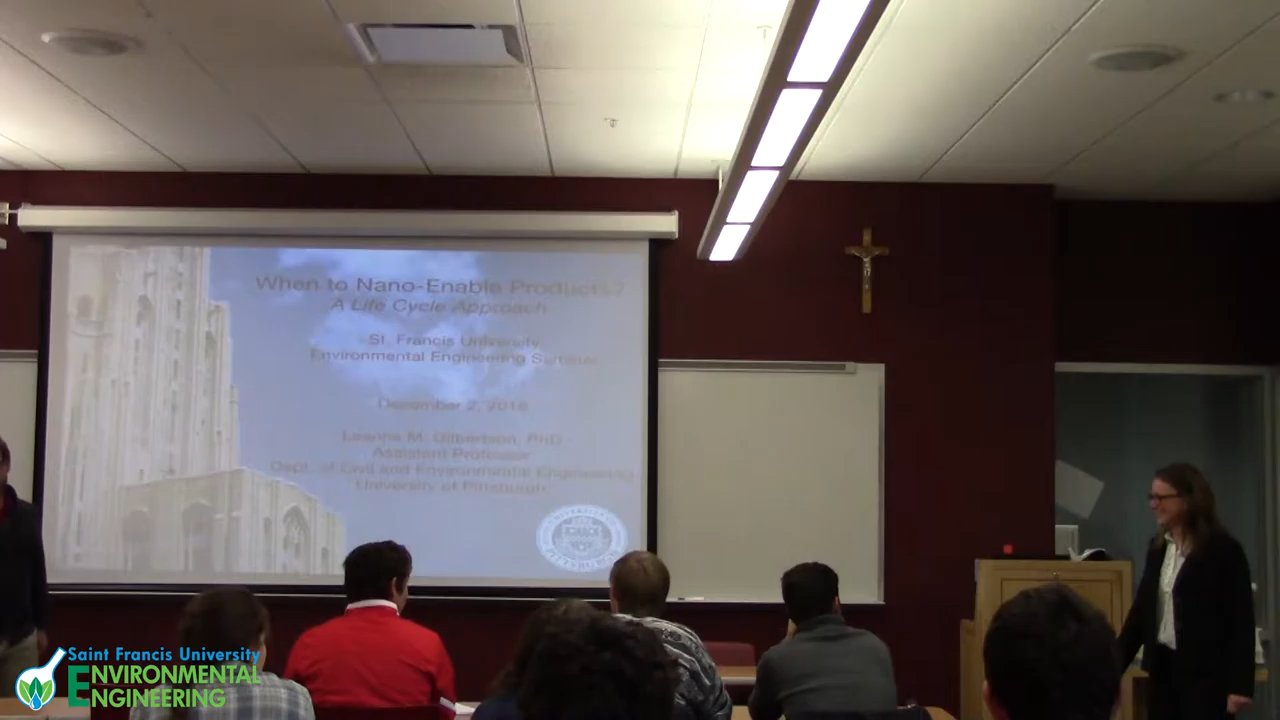 When to Nano-Enable Products?
A Life Cycle Approach
St. Francis University
Environmental Engineering Seminar
December 2, 2016
Leanne M. Gilbertson, PhD
Assistant Professor
Dept. of Civil and Environmental Engineering
University of Pittsburgh
Saint Francis University
ENVIRONMENTAL
ENGINEERING